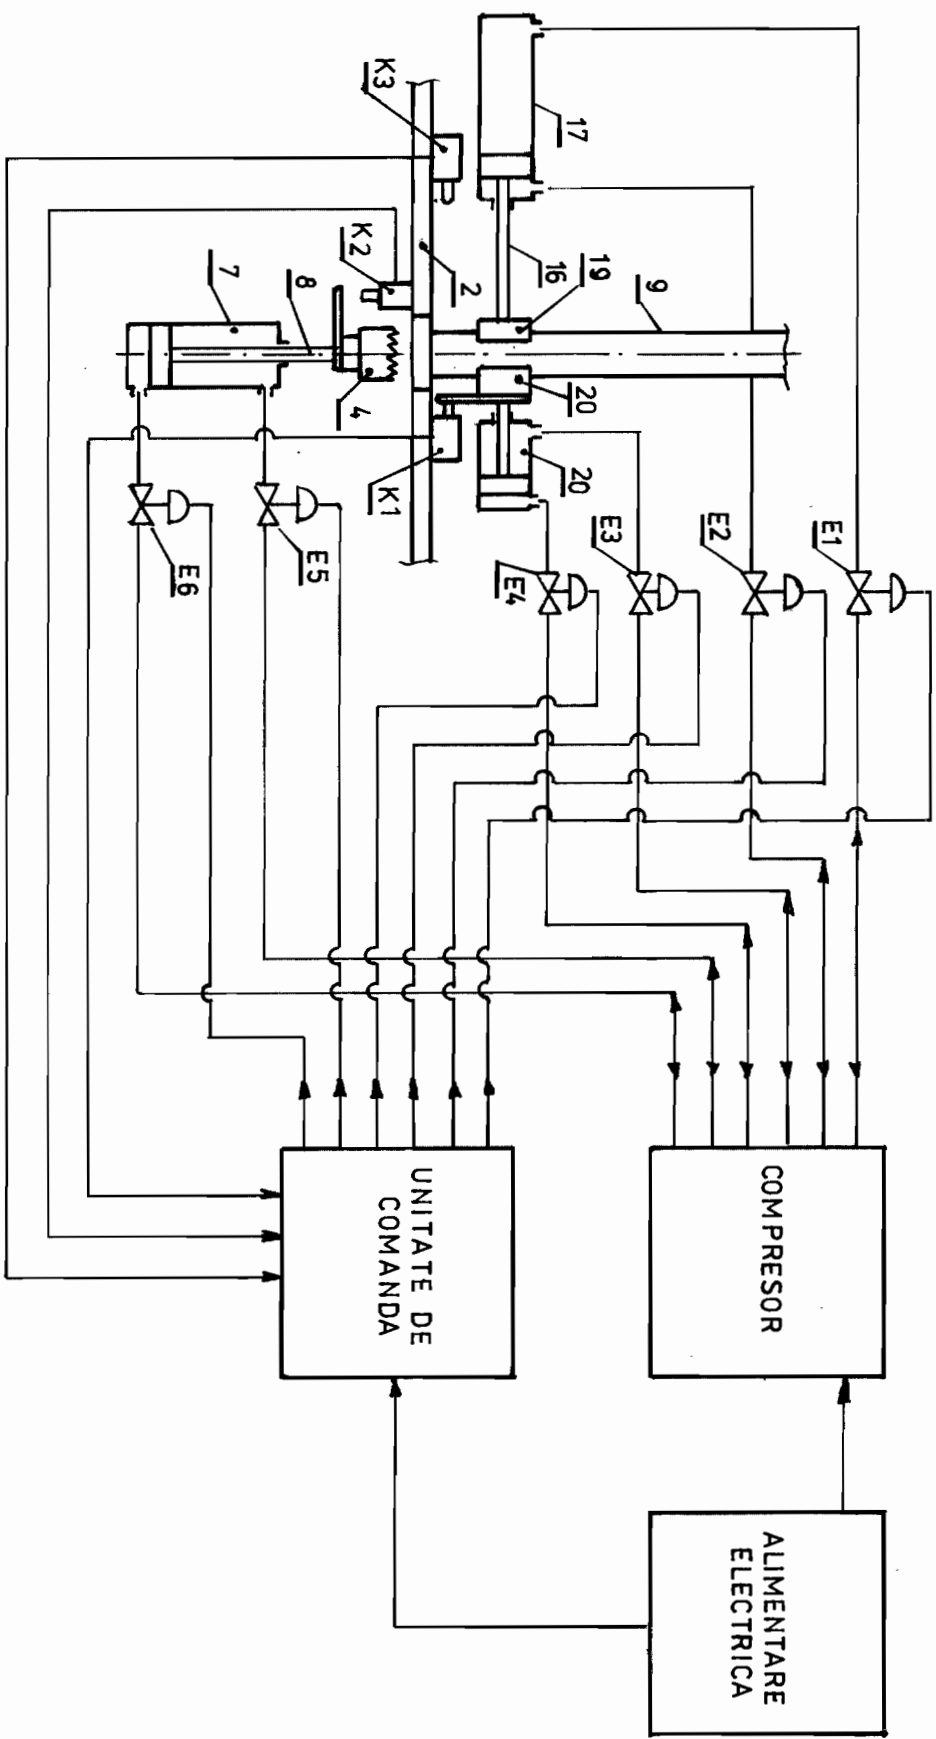 17
K3
K2
2
16
19
9
7
8
4
20
20
K1
E1
E2
E3
E4
E5
E6
UNITATE DE
COMANDA
COMPRESOR
ALIMENTARE
ELECTRICA